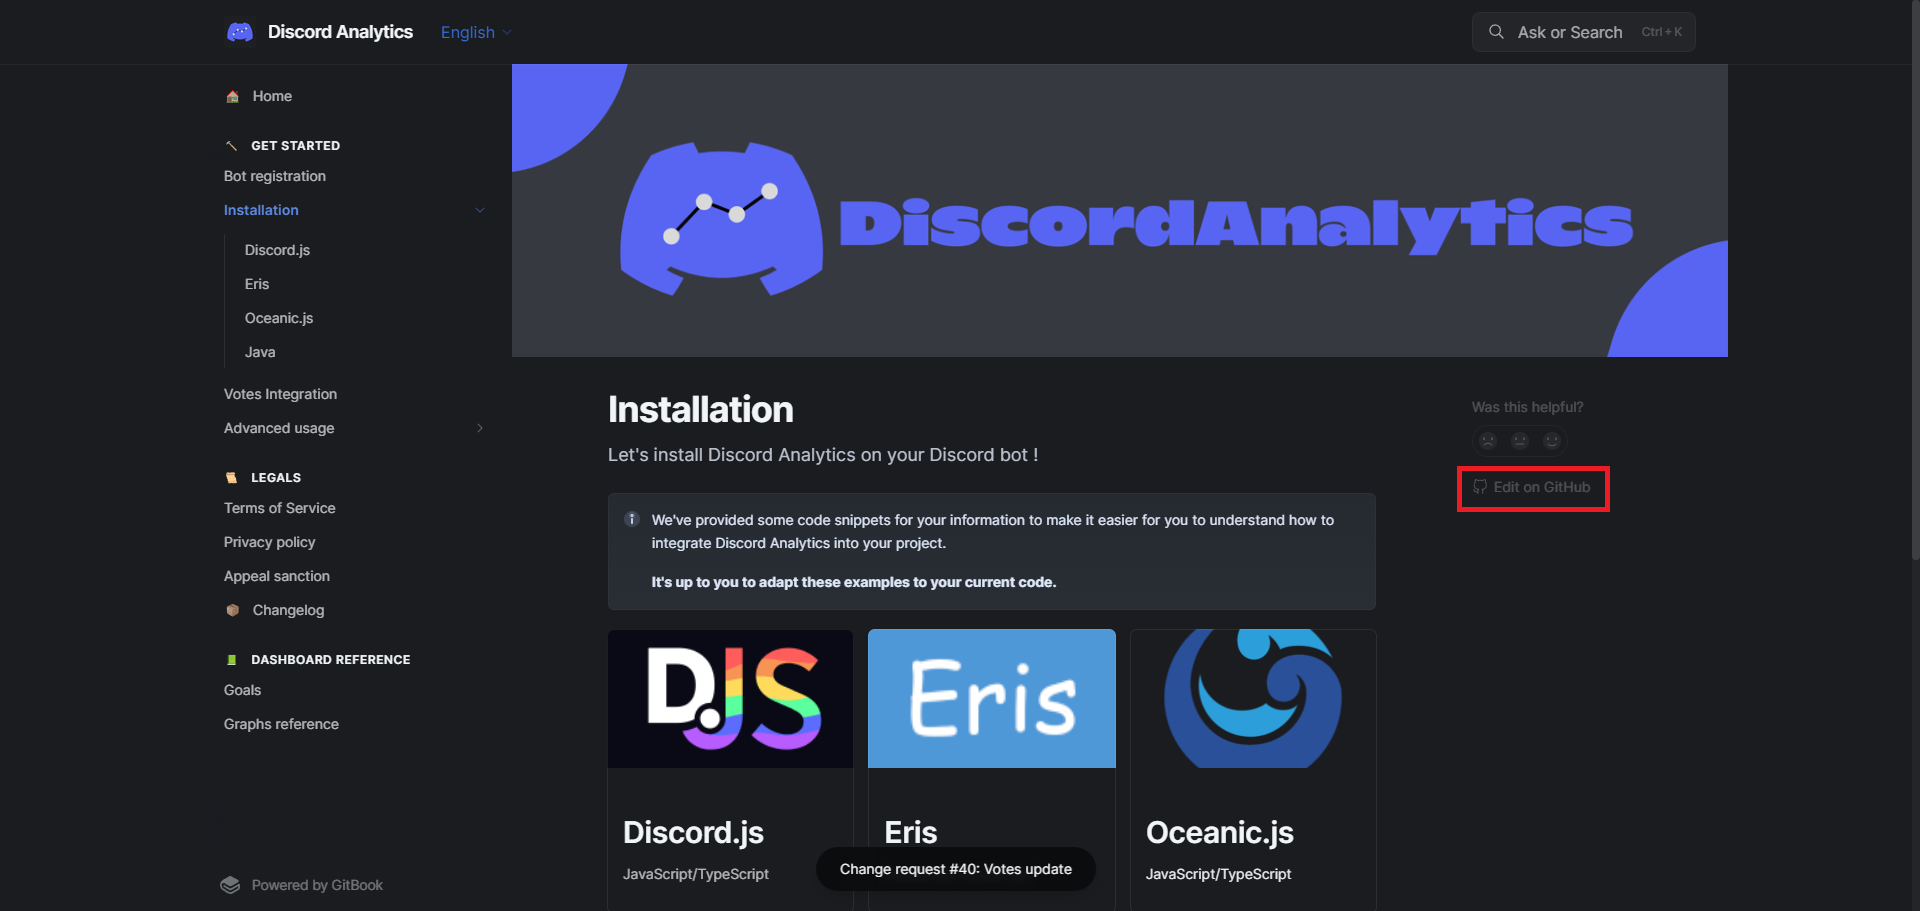 Discord Analytics
English
Ask or Search
Ctrl + K
Home
GET STARTED
Bot registration
Installation
Discord.js
Eris
Oceanic.js
Java
Votes Integration
Advanced usage
LEGALS
Terms of Service
Privacy policy
Appeal sanction
Changelog
DASHBOARD REFERENCE
Goals
Graphs reference
Powered by GitBook
DiscordAnalytics
Installation
Let's install Discord Analytics on your Discord bot !
We've provided some code snippets for your information to make it easier for you to understand how to
integrate Discord Analytics into your project.
It's up to you to adapt these examples to your current code.
D.JS
Discord.js
JavaScript/TypeScript
Eris
Eris
Oceanic.js
JavaScript/TypeScript
Change request #40: Votes update
Was this helpful?
Edit on GitHub